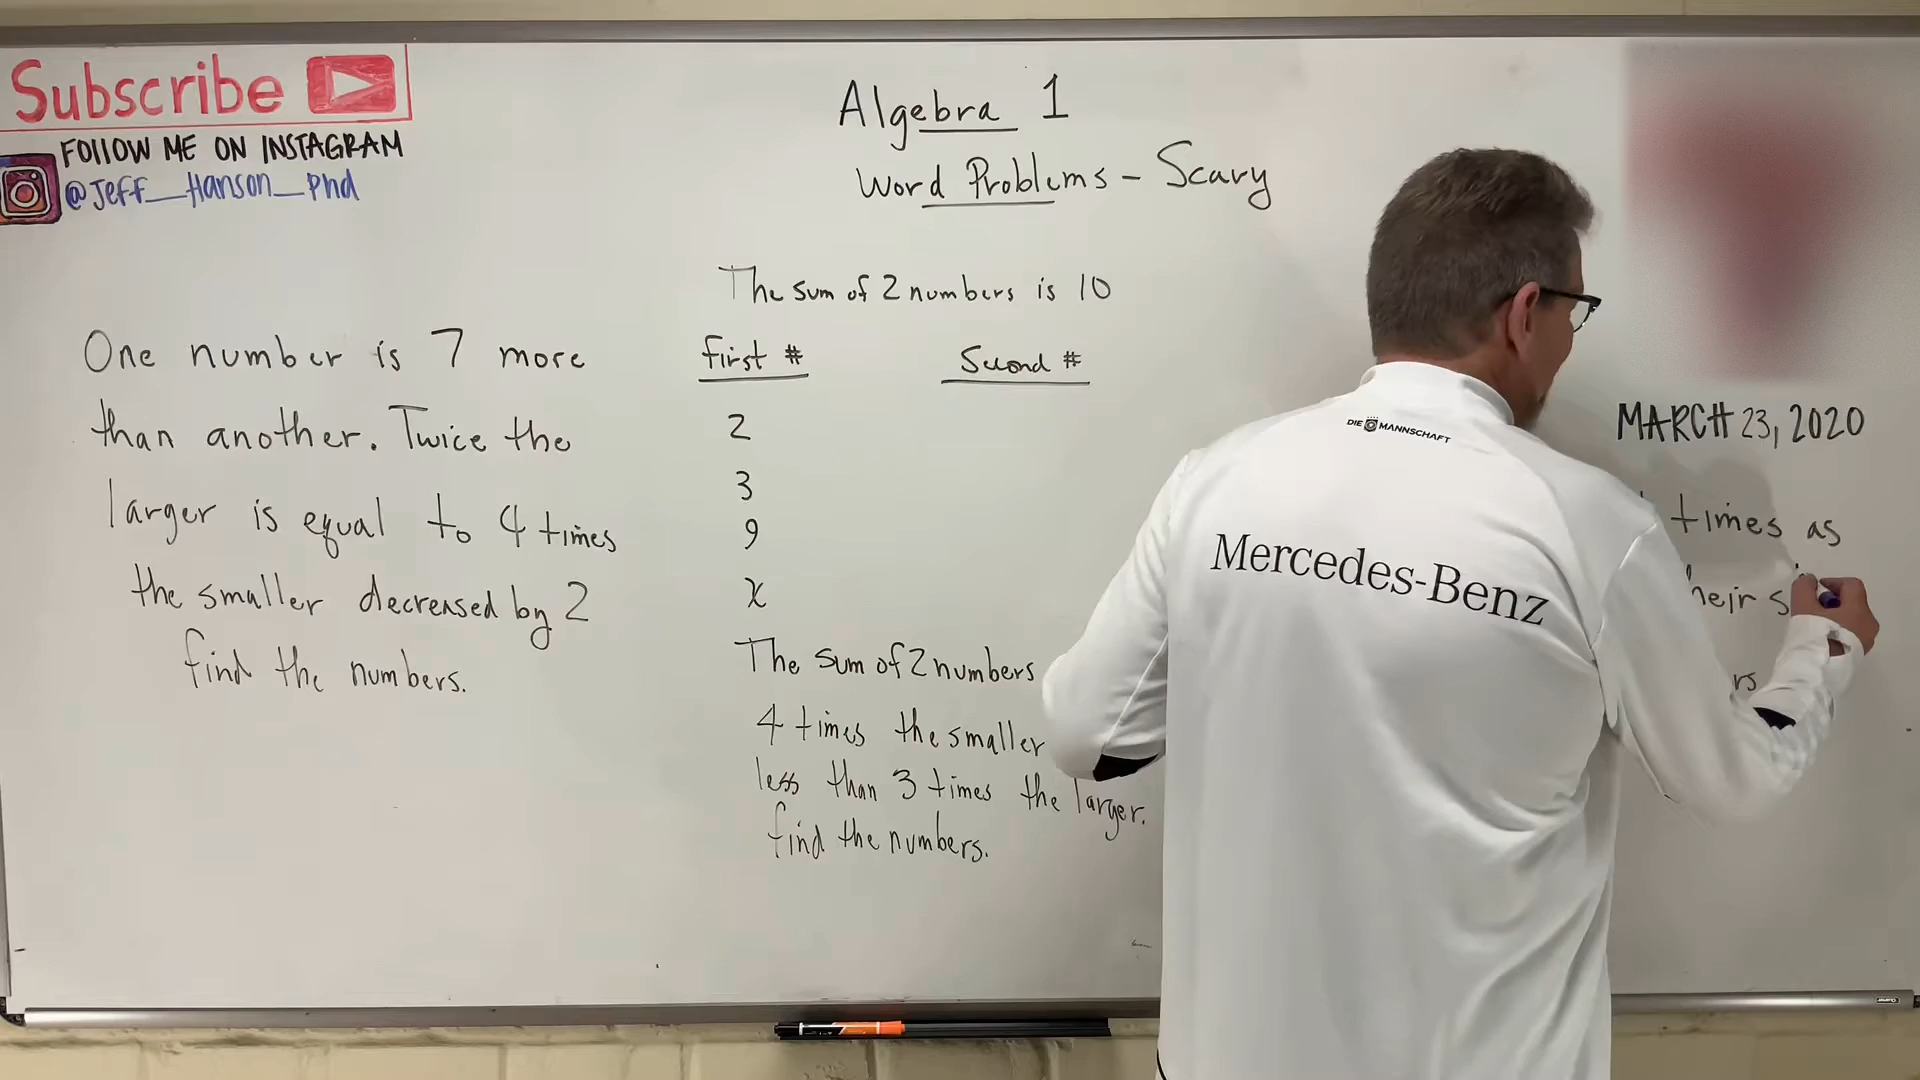 Subscribe
FOLLOW ME ON INSTAGRAM
@Jeff_Hanson_Phd
Algebra 1
Word Problems - Scary
One number is 7 more
than another. Twice the
larger is equal to 4 times
the smaller decreased by 2
find the numbers.
The sum of 2 numbers is 10
first #
Second #
2
3
9
x
The sum of 2 numbers
4 times the smaller
less than 3 times the larger.
find the numbers.
DIE MANNSCHAFT
Mercedes-Benz
MARCH 23, 2020
times as